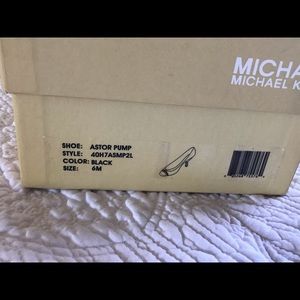 MICHA
MICHAEL K
SHOE: ASTOR PUMP
STYLE: 40H7ASMP2L
COLOR: BLACK
SIZE: 6M